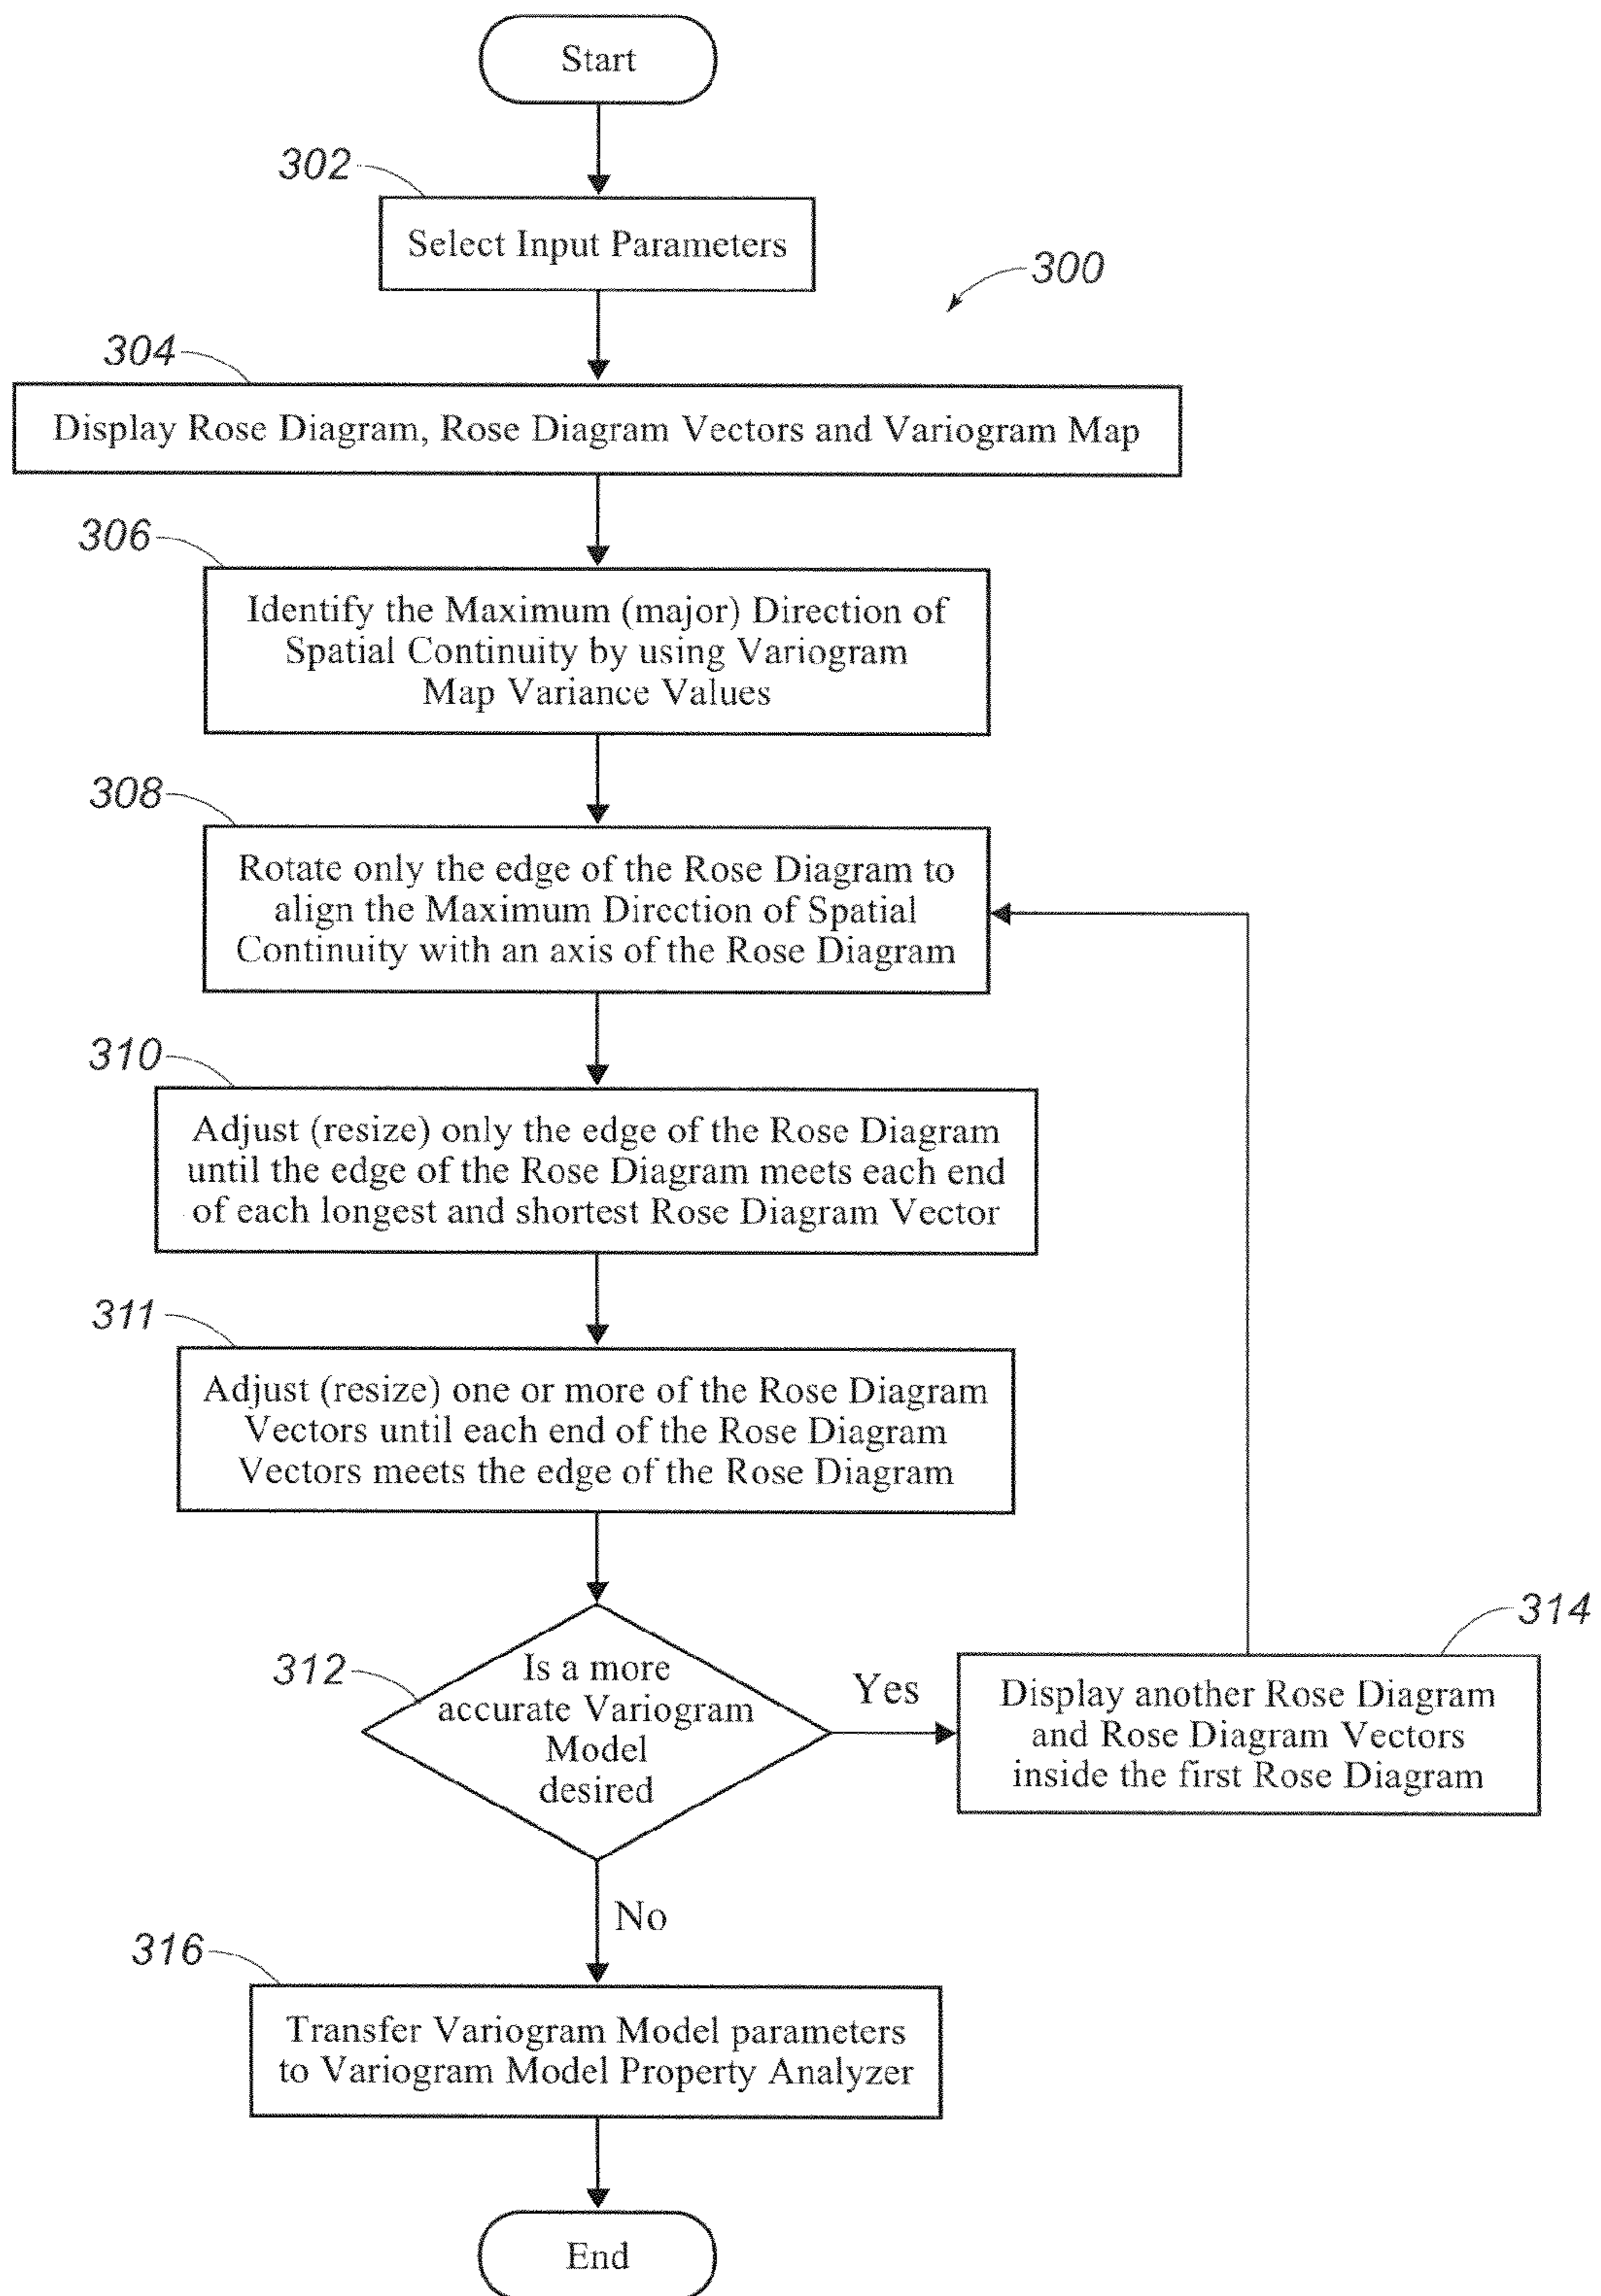 Start
302
Select Input Parameters
300
304
Display Rose Diagram, Rose Diagram Vectors and Variogram Map
306
Identify the Maximum (major) Direction of
Spatial Continuity by using Variogram
Map Variance Values
308
Rotate only the edge of the Rose Diagram to
align the Maximum Direction of Spatial
Continuity with an axis of the Rose Diagram
310
Adjust (resize) only the edge of the Rose Diagram
until the edge of the Rose Diagram meets each end
of each longest and shortest Rose Diagram Vector
311
Adjust (resize) one or more of the Rose Diagram
Vectors until each end of the Rose Diagram
Vectors meets the edge of the Rose Diagram
312
Is a more
accurate Variogram
Model
desired
Yes
314
Display another Rose Diagram
and Rose Diagram Vectors
inside the first Rose Diagram
No
316
Transfer Variogram Model parameters
to Variogram Model Property Analyzer
End